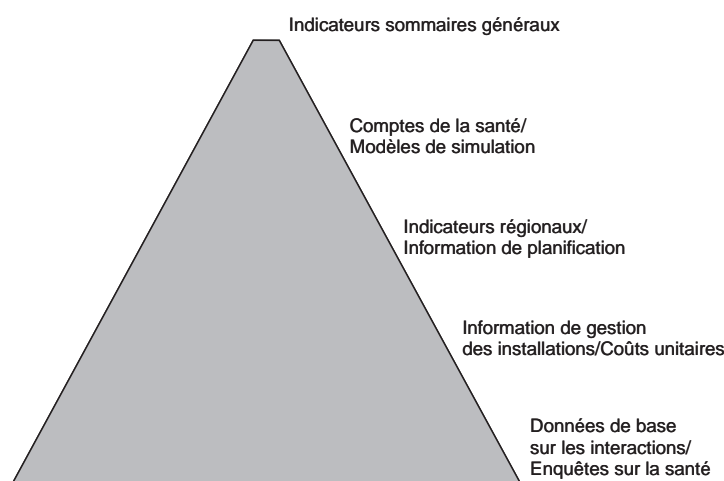 Indicateurs sommaires généraux
Comptes de la santé/
Modèles de simulation
Indicateurs régionaux/
Information de planification
Information de gestion
des installations/Coûts unitaires
Données de base
sur les interactions/
Enquêtes sur la santé